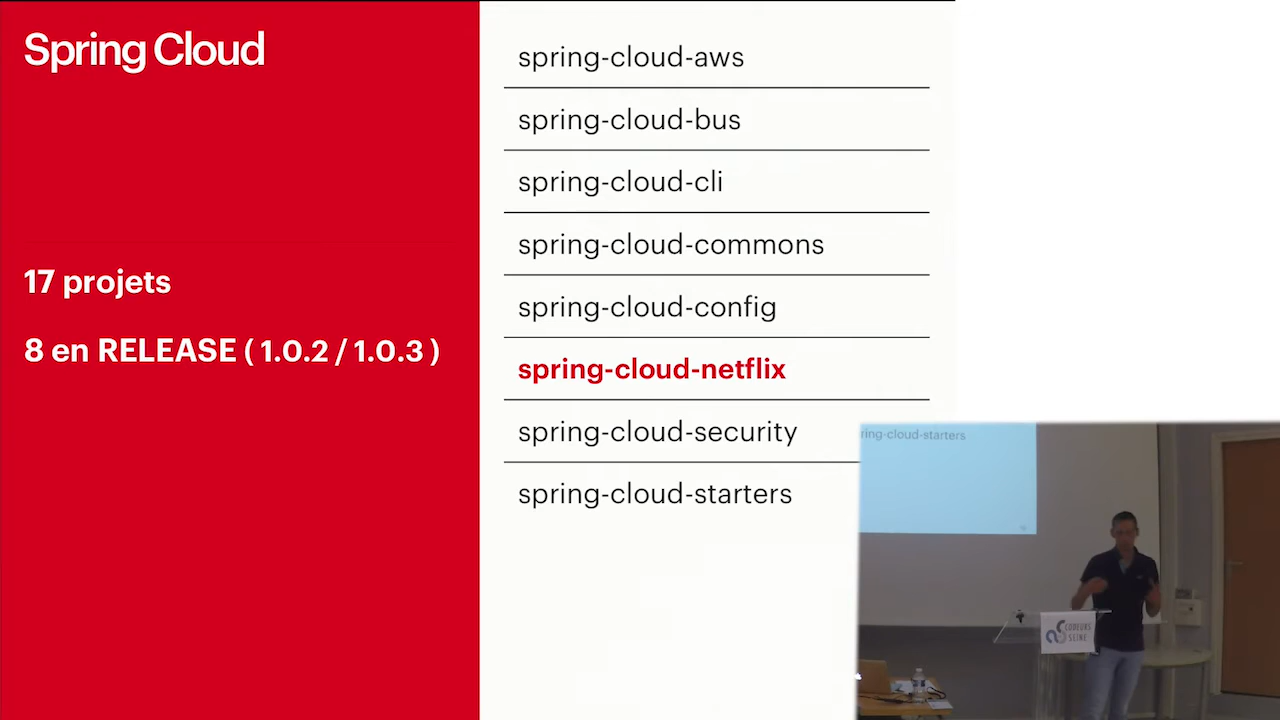 Spring Cloud
17 projets
8 en RELEASE ( 1.0.2 / 1.0.3 )
spring-cloud-aws
spring-cloud-bus
spring-cloud-cli
spring-cloud-commons
spring-cloud-config
spring-cloud-netflix
spring-cloud-security
spring-cloud-starters
ring-cloud-starters
CODEURS
SEINE